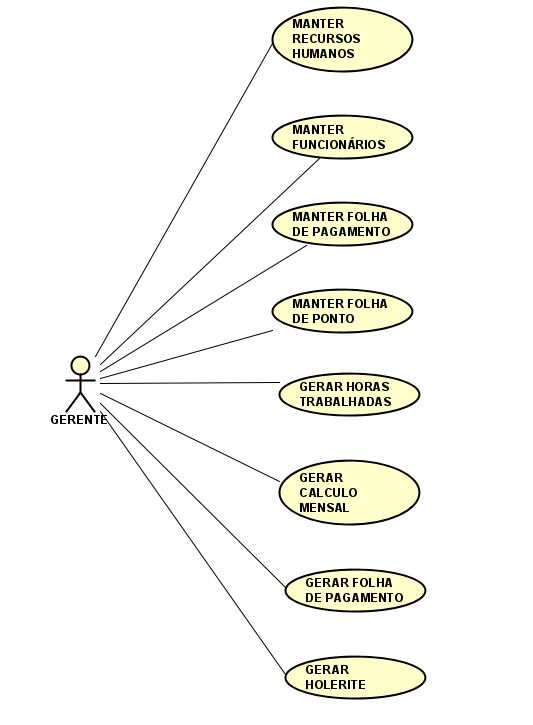 MANTER
RECURSOS
HUMANOS
MANTER
FUNCIONÁRIOS
MANTER FOLHA
DE PAGAMENTO
MANTER FOLHA
DE PONTO
GERENTE
GERAR HORAS
TRABALHADAS
GERAR
CALCULO
MENSAL
GERAR FOLHA
DE PAGAMENTO
GERAR
HOLERITE